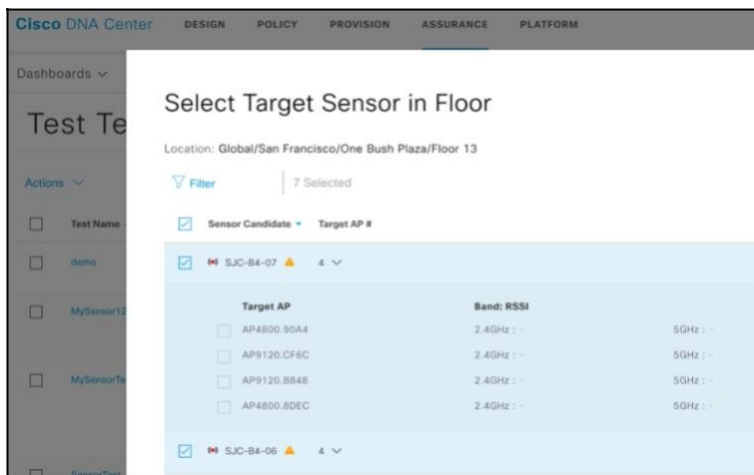 Cisco DNA Center DESIGN POLICY PROVISION ASSURANCE PLATFORM
Dashboards
Test Te
Select Target Sensor in Floor
Location: Global/San Francisco/One Bush Plaza/Floor 13
Actions
Filter 7 Selected
Test Name Sensor Candidate Target AP #
demo SJC-B4-07 4
Target AP Band: RSSI
MySensor13 AP4800.90A4 2.4GHz : - 5GHz : -
AP9120.CF6C 2.4GHz : - 5GHz : -
MySensorTe AP9120.B848 2.4GHz : - 5GHz : -
AP4800.8DEC 2.4GHz : - 5GHz : -
SJC-B4-06 4
SensorTest